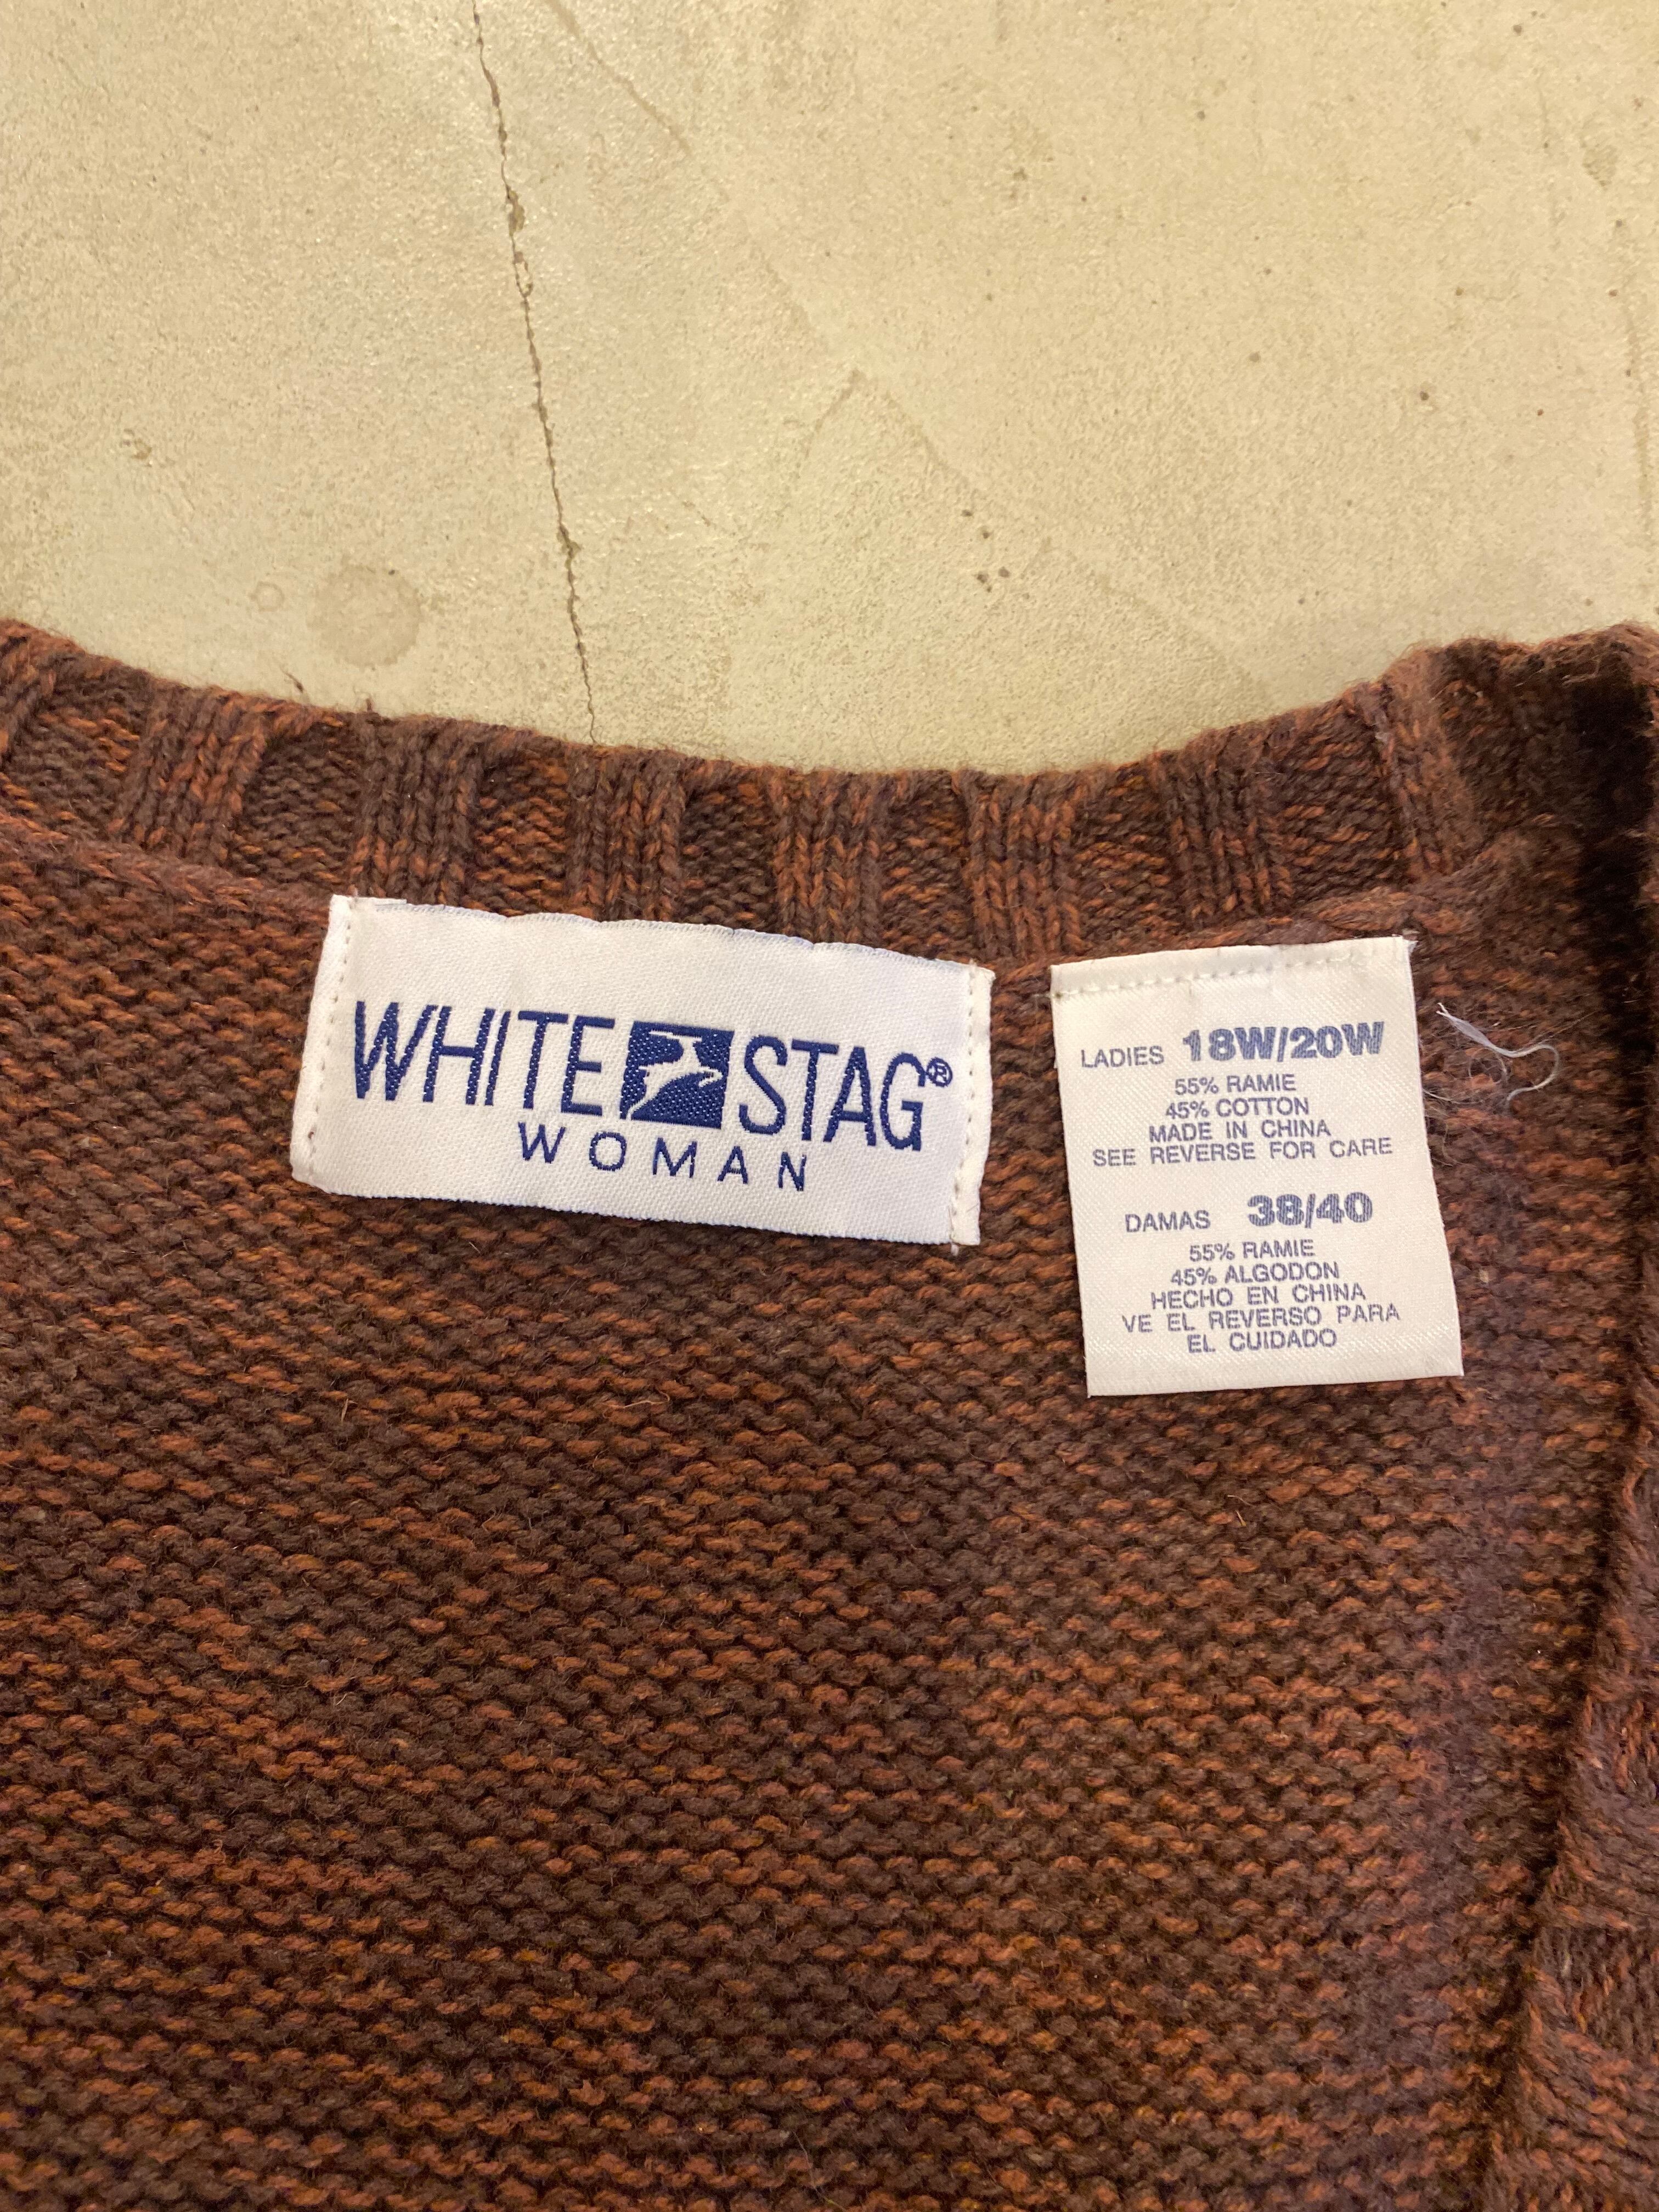 WHITE STAG®
WOMAN
LADIES 18W/20W
55% RAMIE
45% COTTON
MADE IN CHINA
SEE REVERSE FOR CARE
DAMAS 38/40
55% RAMIE
45% ALGODON
HECHO EN CHINA
VE EL REVERSO PARA
EL CUIDADO